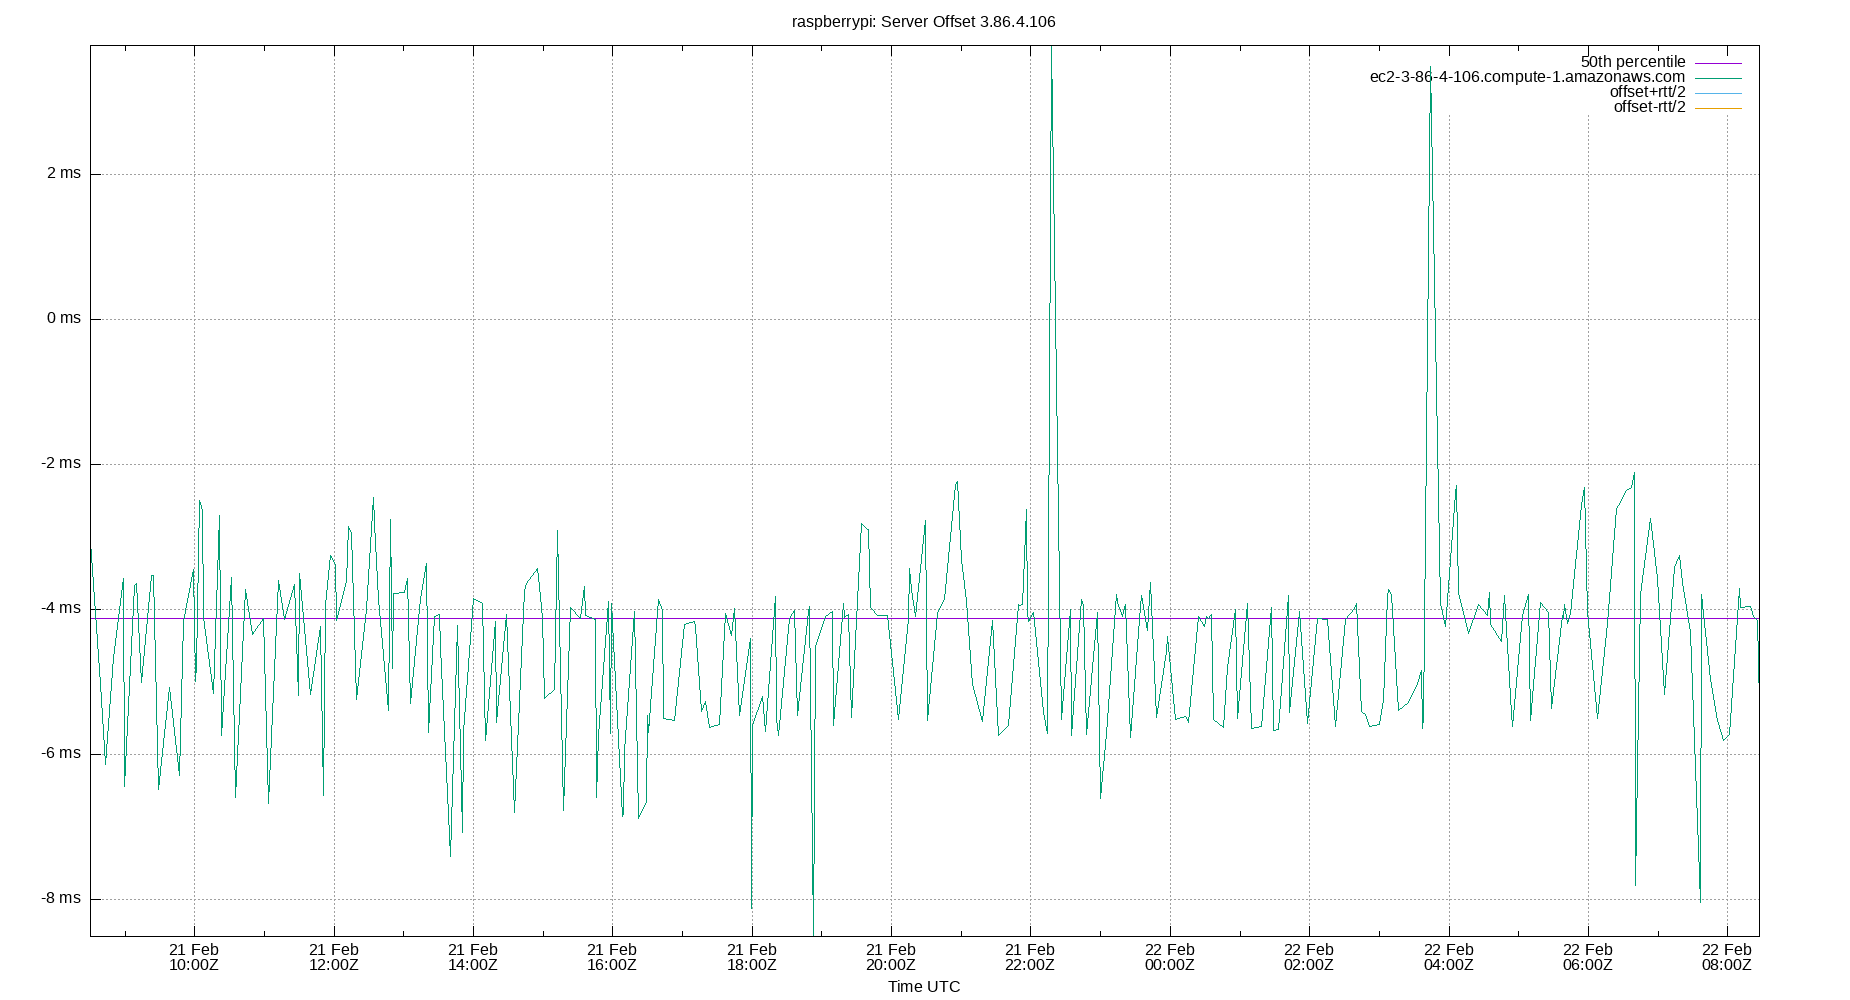 raspberrypi: Server Offset 3.86.4.106
50th percentile
ec2-3-86-4-106.compute-1.amazonaws.com
offset+rtt/2
offset-rtt/2
2 ms
0 ms
-2 ms
-4 ms
-6 ms
-8 ms
21 Feb 21 Feb 21 Feb 21 Feb 21 Feb 21 Feb 21 Feb 22 Feb 22 Feb 22 Feb 22 Feb 22 Feb
10:00Z 12:00Z 14:00Z 16:00Z 18:00Z 20:00Z 22:00Z 00:00Z 02:00Z 04:00Z 06:00Z 08:00Z
Time UTC